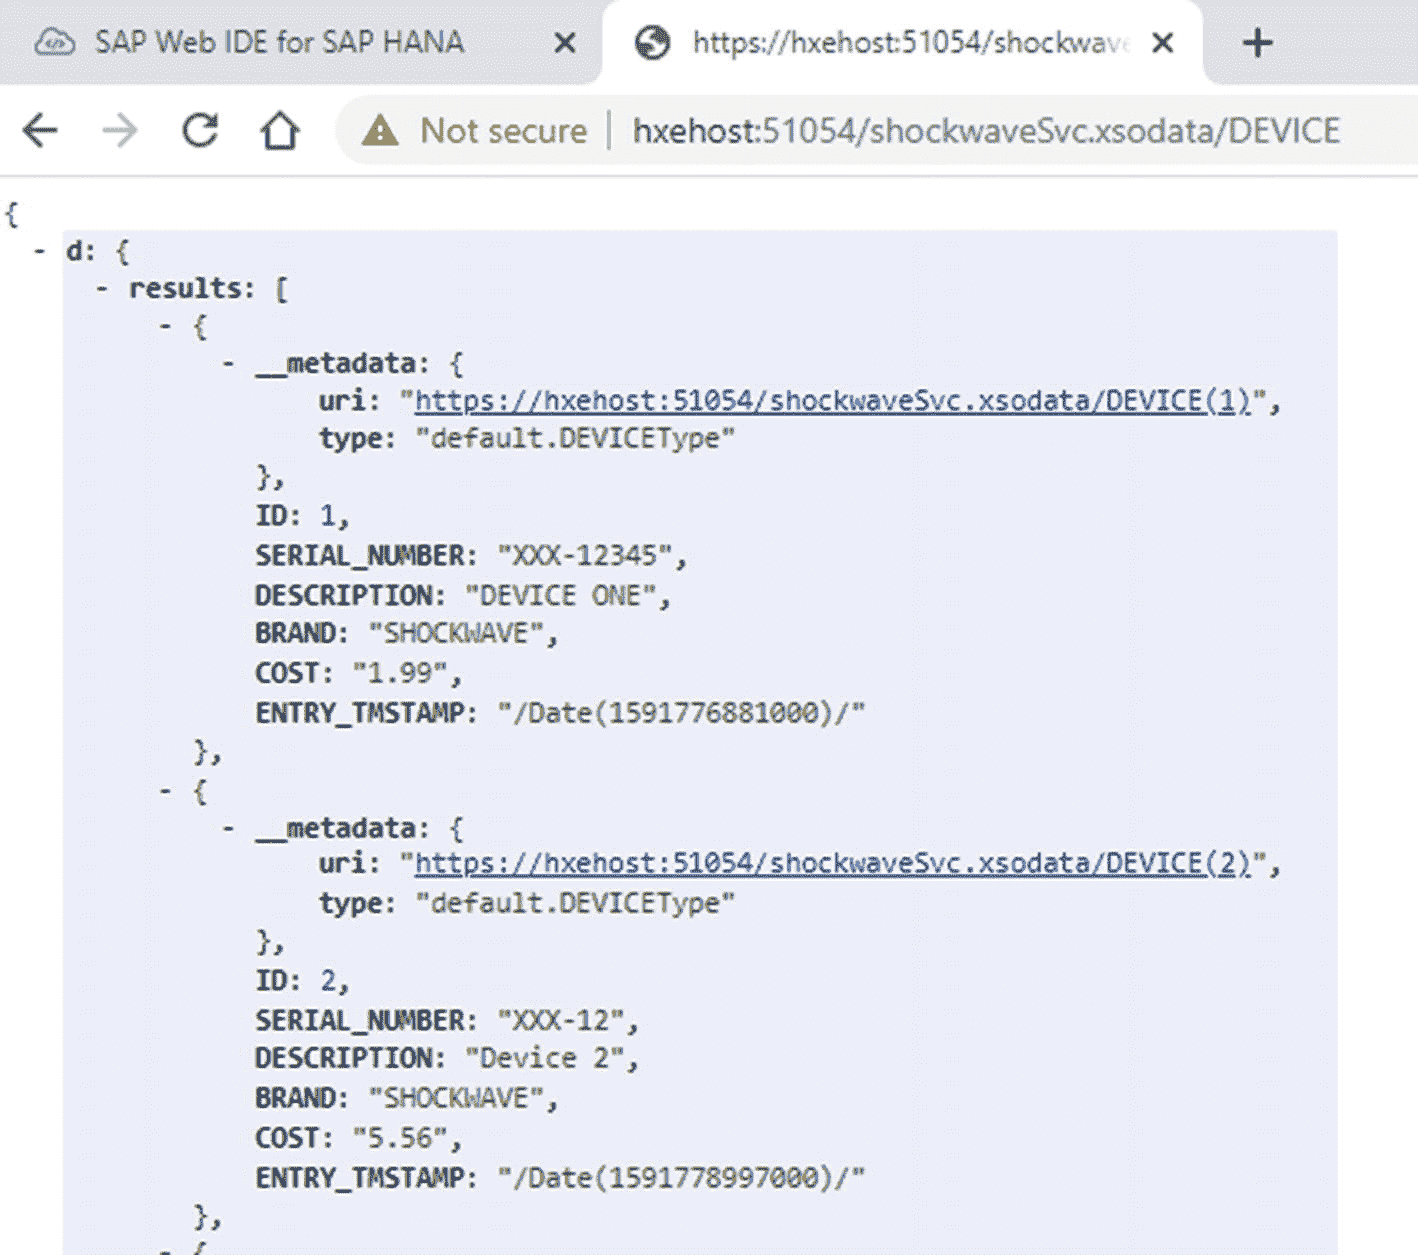 SAP Web IDE for SAP HANA
https://hxehost:51054/shockwave
Not secure | hxehost:51054/shockwaveSvc.xsodata/DEVICE
{
- d: {
- results: [
- {
- __metadata: {
uri: "https://hxehost:51054/shockwaveSvc.xsodata/DEVICE(1)",
type: "default.DEVICEType"
},
ID: 1,
SERIAL_NUMBER: "XXX-12345",
DESCRIPTION: "DEVICE ONE",
BRAND: "SHOCKWAVE",
COST: "1.99",
ENTRY_TMSTAMP: "/Date(1591776881000)/"
},
- {
- __metadata: {
uri: "https://hxehost:51054/shockwaveSvc.xsodata/DEVICE(2)",
type: "default.DEVICEType"
},
ID: 2,
SERIAL_NUMBER: "XXX-12",
DESCRIPTION: "Device 2",
BRAND: "SHOCKWAVE",
COST: "5.56",
ENTRY_TMSTAMP: "/Date(1591778997000)/"
},
- {